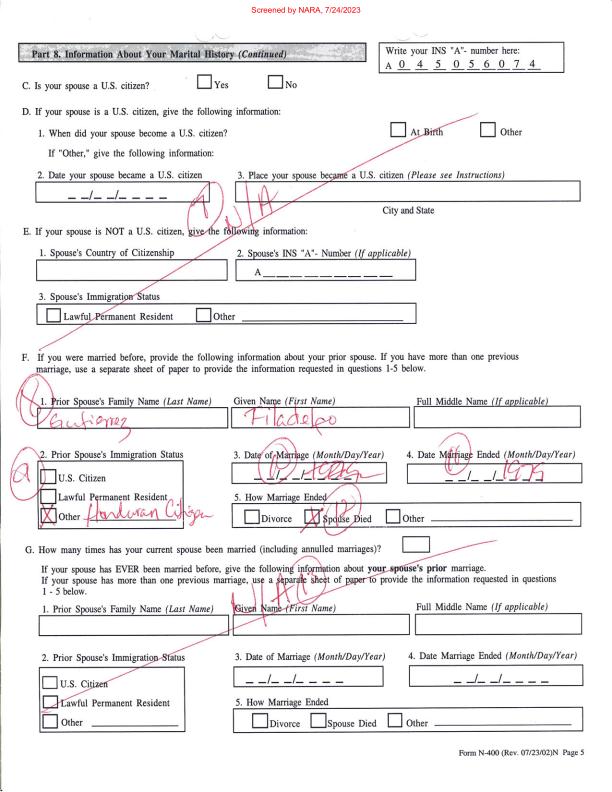 Screened by NARA, 7/24/2023
Part 8. Information About Your Marital History (Continued)
Write your INS "A"- number here:
A 0 4 5 0 5 6 0 7 4
C. Is your spouse a U.S. citizen? Yes No
D. If your spouse is a U.S. citizen, give the following information:
1. When did your spouse become a U.S. citizen? At Birth Other
If "Other," give the following information:
2. Date your spouse became a U.S. citizen 3. Place your spouse became a U.S. citizen (Please see Instructions)
_ _/_ _/_ _ _ _
N/A
City and State
E. If your spouse is NOT a U.S. citizen, give the following information:
1. Spouse's Country of Citizenship 2. Spouse's INS "A"- Number (If applicable)
A _ _ _ _ _ _ _ _ _
3. Spouse's Immigration Status
Lawful Permanent Resident Other
F. If you were married before, provide the following information about your prior spouse. If you have more than one previous
marriage, use a separate sheet of paper to provide the information requested in questions 1-5 below.
1. Prior Spouse's Family Name (Last Name) Given Name (First Name) Full Middle Name (If applicable)
Gutierrez Filadelpo
2. Prior Spouse's Immigration Status 3. Date of Marriage (Month/Day/Year) 4. Date Marriage Ended (Month/Day/Year)
U.S. Citizen _ _/_ _/ _ _/_ _/ 1979
Lawful Permanent Resident 5. How Marriage Ended
X Other Honduran Citizen Divorce X Spouse Died Other
G. How many times has your current spouse been married (including annulled marriages)?
If your spouse has EVER been married before, give the following information about your spouse's prior marriage.
If your spouse has more than one previous marriage, use a separate sheet of paper to provide the information requested in questions
1 - 5 below.
N/A
1. Prior Spouse's Family Name (Last Name) Given Name (First Name) Full Middle Name (If applicable)
2. Prior Spouse's Immigration Status 3. Date of Marriage (Month/Day/Year) 4. Date Marriage Ended (Month/Day/Year)
U.S. Citizen _ _/_ _/_ _ _ _ _ _/_ _/_ _ _ _
Lawful Permanent Resident 5. How Marriage Ended
Other Divorce Spouse Died Other
Form N-400 (Rev. 07/23/02)N Page 5